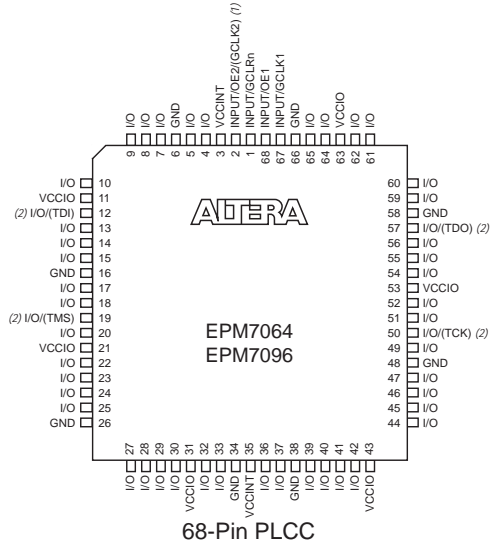 I/O
I/O
I/O
GND
I/O
I/O
VCCINT
INPUT/OE2/(GCLK2) (1)
INPUT/GCLRn
INPUT/OE1
INPUT/GCLK1
GND
I/O
I/O
VCCIO
I/O
I/O
9 8 7 6 5 4 3 2 1 68 67 66 65 64 63 62 61
I/O 10
VCCIO 11
(2) I/O/(TDI) 12
I/O 13
I/O 14
I/O 15
GND 16
I/O 17
I/O 18
(2) I/O/(TMS) 19
I/O 20
VCCIO 21
I/O 22
I/O 23
I/O 24
I/O 25
GND 26
ALTERA
EPM7064
EPM7096
60 I/O
59 I/O
58 GND
57 I/O/(TDO) (2)
56 I/O
55 I/O
54 I/O
53 VCCIO
52 I/O
51 I/O
50 I/O/(TCK) (2)
49 I/O
48 GND
47 I/O
46 I/O
45 I/O
44 I/O
27 28 29 30 31 32 33 34 35 36 37 38 39 40 41 42 43
I/O
I/O
I/O
I/O
VCCIO
I/O
I/O
GND
VCCINT
I/O
I/O
GND
I/O
I/O
I/O
I/O
VCCIO
68-Pin PLCC